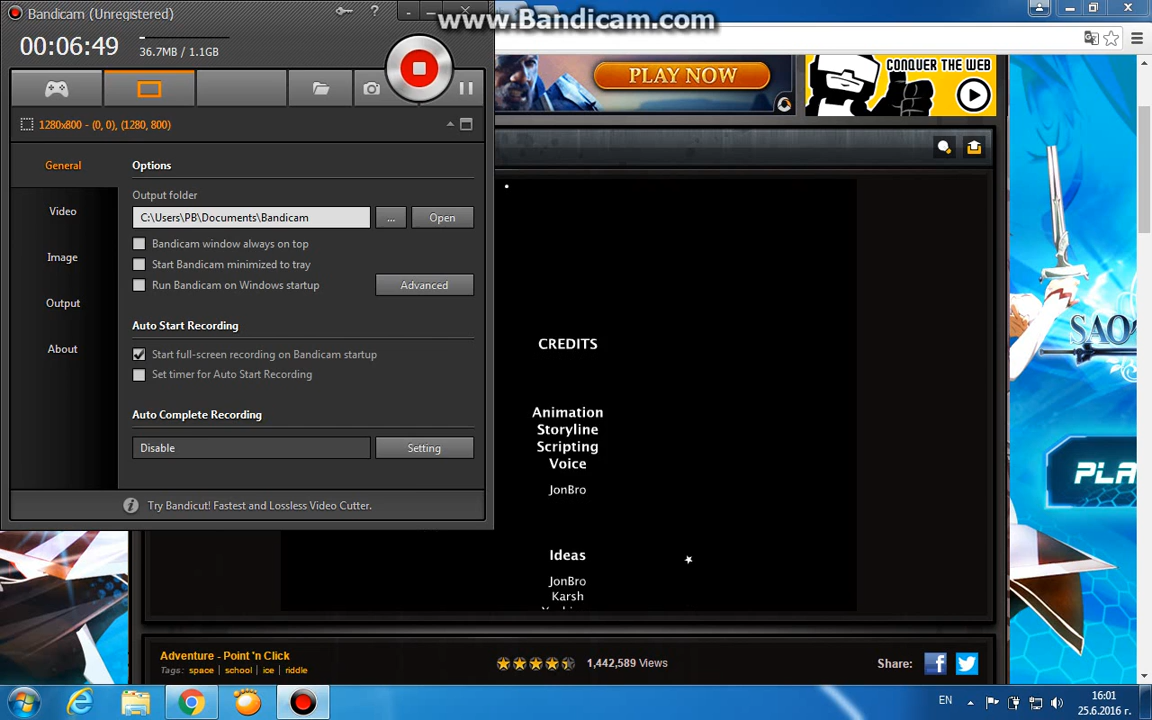 Bandicam (Unregistered)
www.Bandicam.com
00:06:49
36.7MB / 1.1GB
PLAY NOW
CONQUER THE WEB
1280x800 - (0, 0), (1280, 800)
General
Video
Image
Output
About
Options
Output folder
C:\Users\PB\Documents\Bandicam
...
Open
Bandicam window always on top
Start Bandicam minimized to tray
Run Bandicam on Windows startup
Advanced
Auto Start Recording
Start full-screen recording on Bandicam startup
Set timer for Auto Start Recording
Auto Complete Recording
Disable
Setting
Try Bandicut! Fastest and Lossless Video Cutter.
CREDITS
Animation
Storyline
Scripting
Voice
JonBro
Ideas
JonBro
Karsh
SAO
PLA
Adventure - Point 'n Click
Tags: space | school | ice | riddle
1,442,589 Views
Share:
EN
16:01
25.6.2016 г.